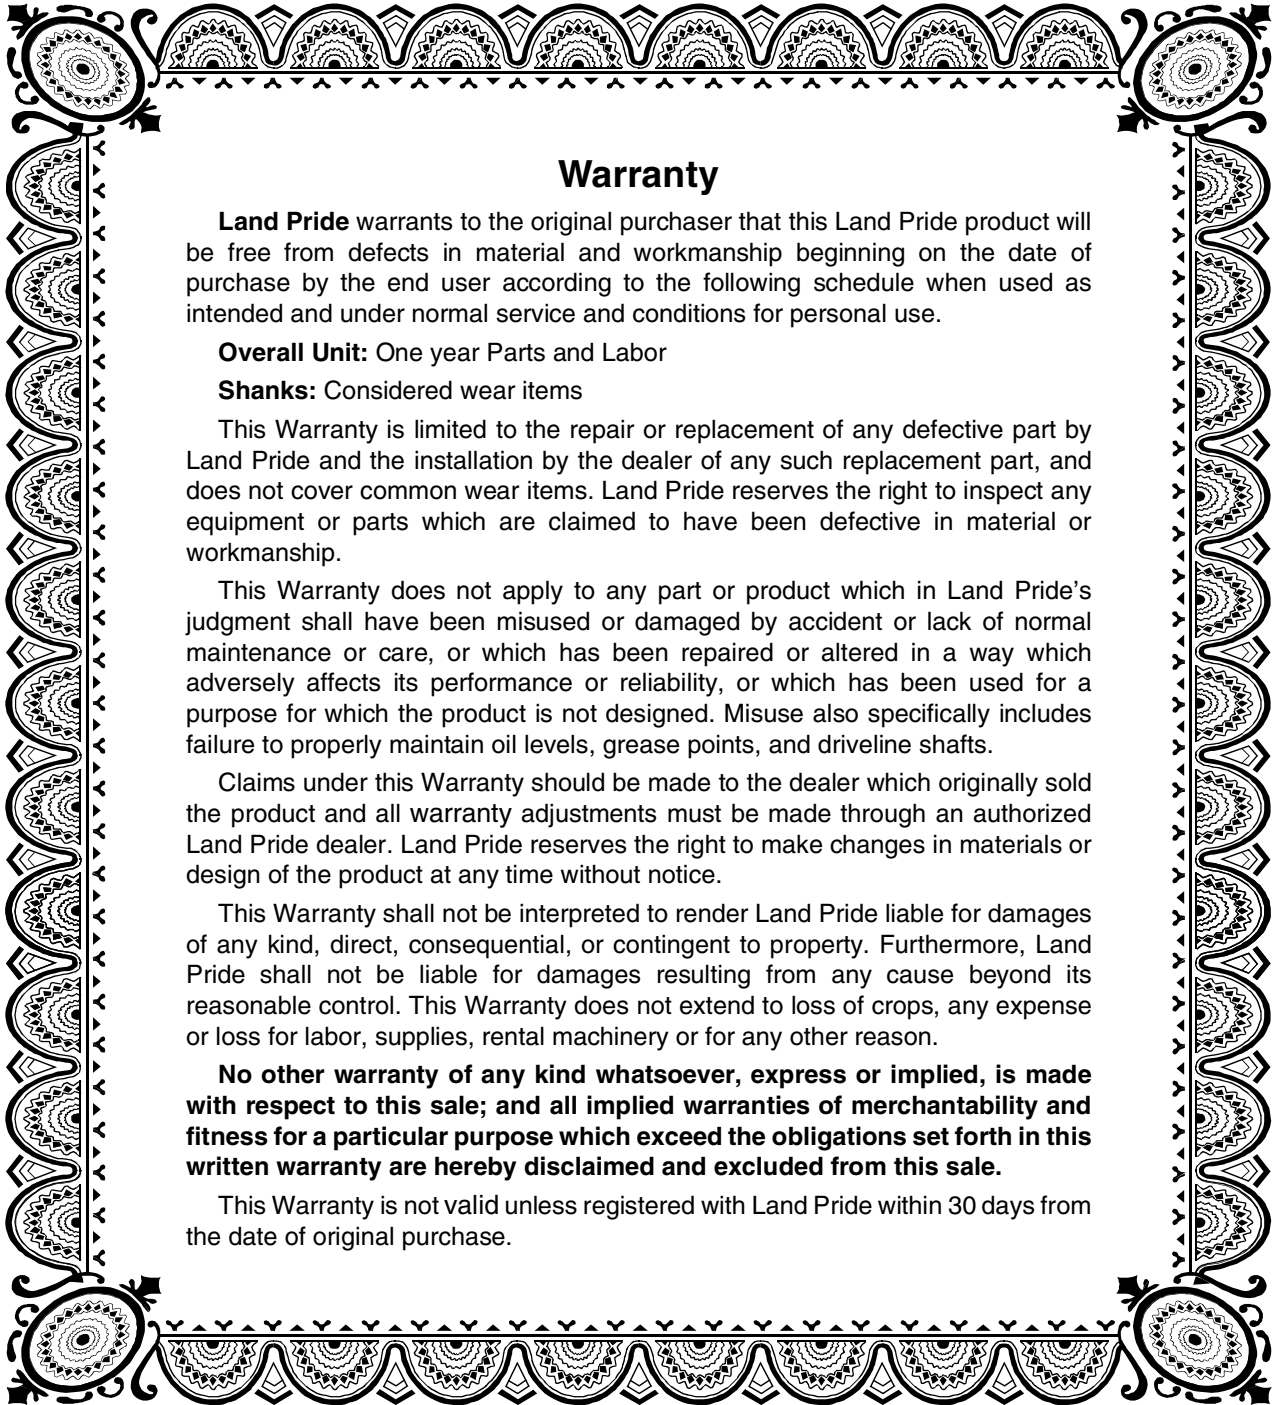 Warranty
Land Pride warrants to the original purchaser that this Land Pride product will
be free from defects in material and workmanship beginning on the date of
purchase by the end user according to the following schedule when used as
intended and under normal service and conditions for personal use.
Overall Unit: One year Parts and Labor
Shanks: Considered wear items
This Warranty is limited to the repair or replacement of any defective part by
Land Pride and the installation by the dealer of any such replacement part, and
does not cover common wear items. Land Pride reserves the right to inspect any
equipment or parts which are claimed to have been defective in material or
workmanship.
This Warranty does not apply to any part or product which in Land Pride’s
judgment shall have been misused or damaged by accident or lack of normal
maintenance or care, or which has been repaired or altered in a way which
adversely affects its performance or reliability, or which has been used for a
purpose for which the product is not designed. Misuse also specifically includes
failure to properly maintain oil levels, grease points, and driveline shafts.
Claims under this Warranty should be made to the dealer which originally sold
the product and all warranty adjustments must be made through an authorized
Land Pride dealer. Land Pride reserves the right to make changes in materials or
design of the product at any time without notice.
This Warranty shall not be interpreted to render Land Pride liable for damages
of any kind, direct, consequential, or contingent to property. Furthermore, Land
Pride shall not be liable for damages resulting from any cause beyond its
reasonable control. This Warranty does not extend to loss of crops, any expense
or loss for labor, supplies, rental machinery or for any other reason.
No other warranty of any kind whatsoever, express or implied, is made
with respect to this sale; and all implied warranties of merchantability and
fitness for a particular purpose which exceed the obligations set forth in this
written warranty are hereby disclaimed and excluded from this sale.
This Warranty is not valid unless registered with Land Pride within 30 days from
the date of original purchase.